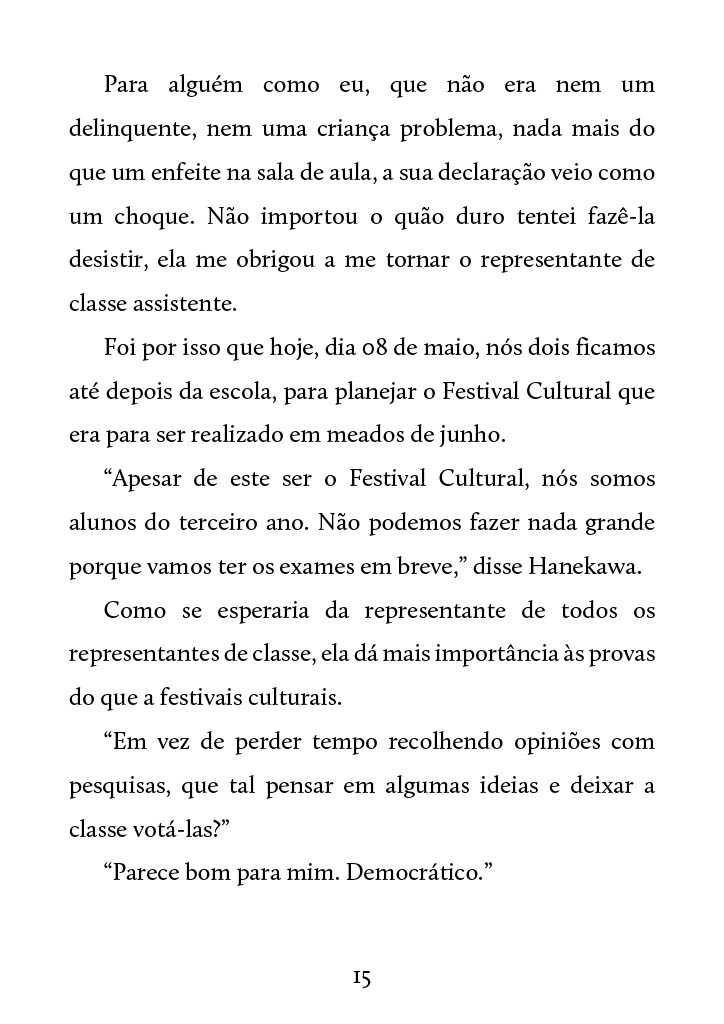 Para alguém como eu, que não era nem um
delinquente, nem uma criança problema, nada mais do
que um enfeite na sala de aula, a sua declaração veio como
um choque. Não importou o quão duro tentei fazê-la
desistir, ela me obrigou a me tornar o representante de
classe assistente.
Foi por isso que hoje, dia 08 de maio, nós dois ficamos
até depois da escola, para planejar o Festival Cultural que
era para ser realizado em meados de junho.
“Apesar de este ser o Festival Cultural, nós somos
alunos do terceiro ano. Não podemos fazer nada grande
porque vamos ter os exames em breve,” disse Hanekawa.
Como se esperaria da representante de todos os
representantes de classe, ela dá mais importância às provas
do que a festivais culturais.
“Em vez de perder tempo recolhendo opiniões com
pesquisas, que tal pensar em algumas ideias e deixar a
classe votá-las?”
“Parece bom para mim. Democrático.”
15